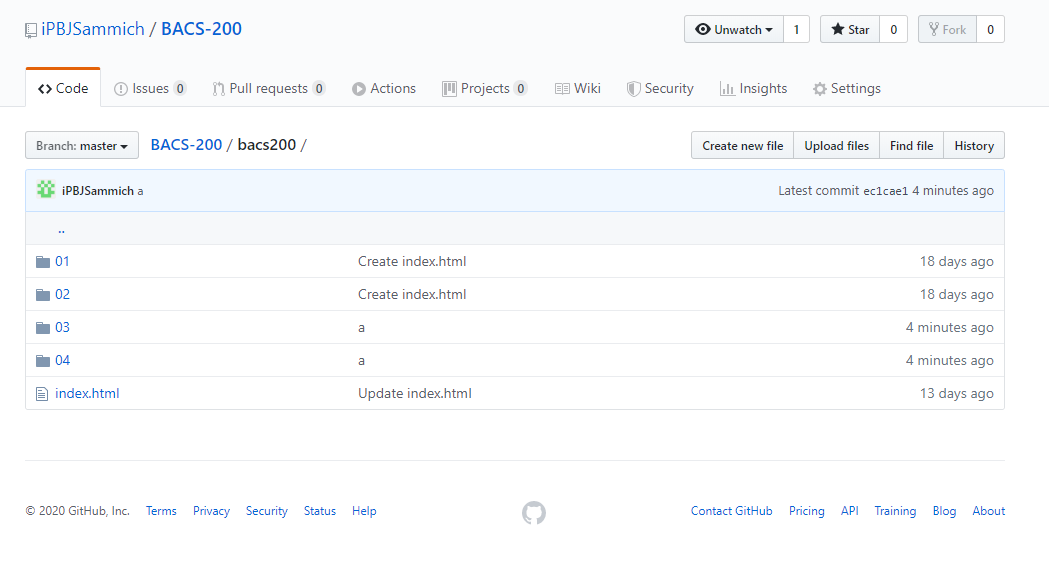 iPBJSammich / BACS-200 Unwatch 1 Star 0 Fork 0
Code Issues 0 Pull requests 0 Actions Projects 0 Wiki Security Insights Settings
Branch: master BACS-200 / bacs200 / Create new file Upload files Find file History
iPBJSammich a Latest commit ec1cae1 4 minutes ago
..
01 Create index.html 18 days ago
02 Create index.html 18 days ago
03 a 4 minutes ago
04 a 4 minutes ago
index.html Update index.html 13 days ago
© 2020 GitHub, Inc. Terms Privacy Security Status Help Contact GitHub Pricing API Training Blog About